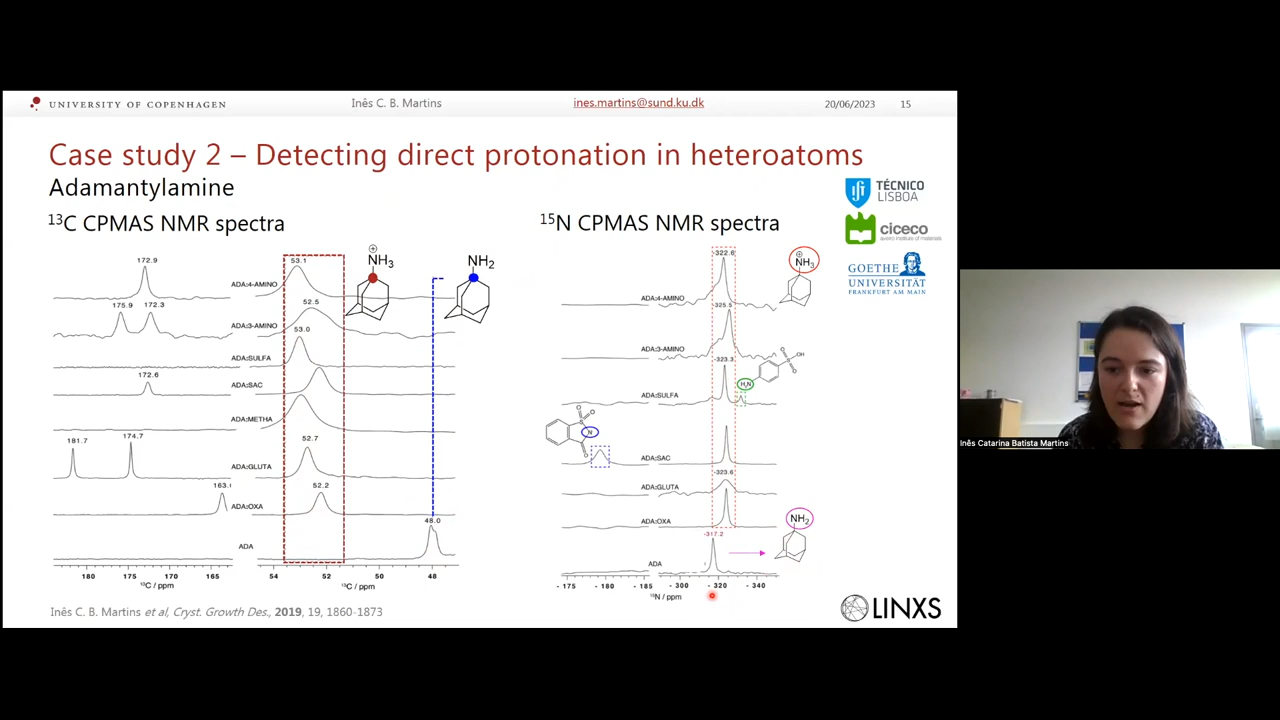 UNIVERSITY OF COPENHAGEN
Inês C. B. Martins
ines.martins@sund.ku.dk
20/06/2023
15
Case study 2 – Detecting direct protonation in heteroatoms
Adamantylamine
TÉCNICO
LISBOA
ciceco
GOETHE
UNIVERSITÄT
FRANKFURT AM MAIN
13C CPMAS NMR spectra
172.9
ADA:4-AMINO
53.1
175.9
172.3
ADA:3-AMINO
52.5
ADA:SULFA
53.0
172.6
ADA:SAC
ADA:METHA
181.7
174.7
ADA:GLUTA
52.7
163.
ADA:OXA
52.2
ADA
48.0
⊕
NH3
NH2
180
175
170
165
54
52
50
48
13C / ppm
13C / ppm
15N CPMAS NMR spectra
-322.6
ADA:4-AMINO
⊕
NH3
325.5
ADA:3-AMINO
-323.3
ADA:SULFA
H2N
S
O
O
OH
S
O
O
N
O
ADA:SAC
-323.6
ADA:GLUTA
ADA:OXA
-317.2
ADA
NH2
- 175
- 180
- 185
- 300
- 320
- 340
15N / ppm
Inês C. B. Martins et al, Cryst. Growth Des., 2019, 19, 1860-1873
LINXS
Inês Catarina Batista Martins